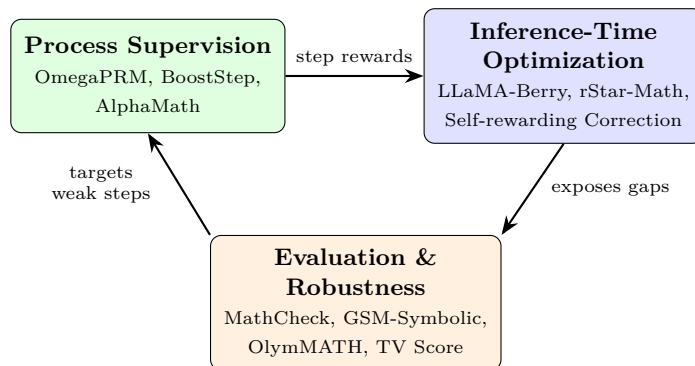 Process Supervision
OmegaPRM, BoostStep,
AlphaMath
step rewards
Inference-Time
Optimization
LLaMA-Berry, rStar-Math,
Self-rewarding Correction
targets
weak steps
exposes gaps
Evaluation &
Robustness
MathCheck, GSM-Symbolic,
OlymMATH, TV Score